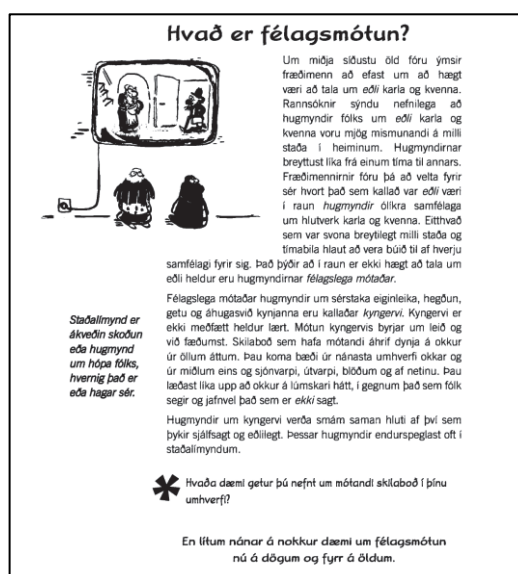 Hvað er félagsmótun?
Um miðja síðustu öld fóru ýmsir
fræðimenn að efast um að hægt
væri að tala um eðli karla og kvenna.
Rannsóknir sýndu nefnilega að
hugmyndir fólks um eðli karla og
kvenna voru mjög mismunandi á milli
staða í heiminum. Hugmyndirnar
breyttust líka frá einum tíma til annars.
Fræðimennirnir fóru þá að velta fyrir
sér hvort það sem kallað var eðli væri
í raun hugmyndir ólíkra samfélaga
um hlutverk karla og kvenna. Eitthvað
sem var svona breytilegt milli staða og
tímabila hlaut að vera búið til af hverju
samfélagi fyrir sig. Það þýðir að í raun er ekki hægt að tala um
eðli heldur eru hugmyndirnar félagslega mótaðar.
Félagslega mótaðar hugmyndir um sérstaka eiginleika, hegðun,
getu og áhugasvið kynjanna eru kallaðar kyngervi. Kyngervi er
ekki meðfætt heldur lært. Mótun kyngervis byrjar um leið og
við fæðumst. Skilaboð sem hafa mótandi áhrif dynja á okkur
úr öllum áttum. Þau koma bæði úr nánasta umhverfi okkar og
úr miðlum eins og sjónvarpi, útvarpi, blöðum og af netinu. Þau
læðast líka upp að okkur á lúmskari hátt, í gegnum það sem fólk
segir og jafnvel það sem er ekki sagt.
Hugmyndir um kyngervi verða smám saman hluti af því sem
þykir sjálfsagt og eðlilegt. Þessar hugmyndir endurspeglast oft í
staðalímyndum.
Staðalímynd er
ákveðin skoðun
eða hugmynd
um hópa fólks,
hvernig það er
eða hagar sér.
Hvaða dæmi getur þú nefnt um mótandi skilaboð í þínu
umhverfi?
En lítum nánar á nokkur dæmi um félagsmótun
nú á dögum og fyrr á öldum.